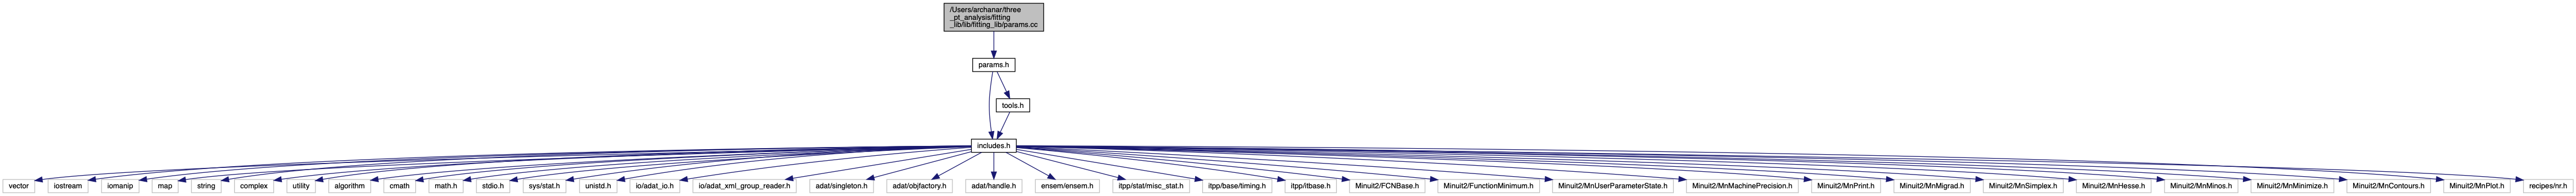 /Users/archanar/three
_pt_analysis/fitting
_lib/lib/fitting_lib/params.cc
params.h
tools.h
includes.h
vector
iostream
iomanip
map
string
complex
utility
algorithm
cmath
math.h
stdio.h
sys/stat.h
unistd.h
io/adat_io.h
io/adat_xml_group_reader.h
adat/singleton.h
adat/objfactory.h
adat/handle.h
ensem/ensem.h
itpp/stat/misc_stat.h
itpp/base/timing.h
itpp/itbase.h
Minuit2/FCNBase.h
Minuit2/FunctionMinimum.h
Minuit2/MnUserParameterState.h
Minuit2/MnMachinePrecision.h
Minuit2/MnPrint.h
Minuit2/MnMigrad.h
Minuit2/MnSimplex.h
Minuit2/MnHesse.h
Minuit2/MnMinos.h
Minuit2/MnMinimize.h
Minuit2/MnContours.h
Minuit2/MnPlot.h
recipes/nr.h